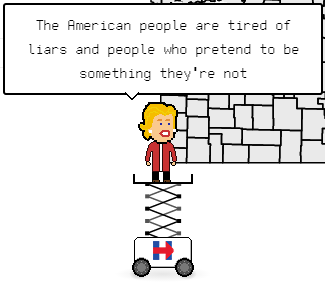 The American people are tired of
liars and people who pretend to be
something they're not
H